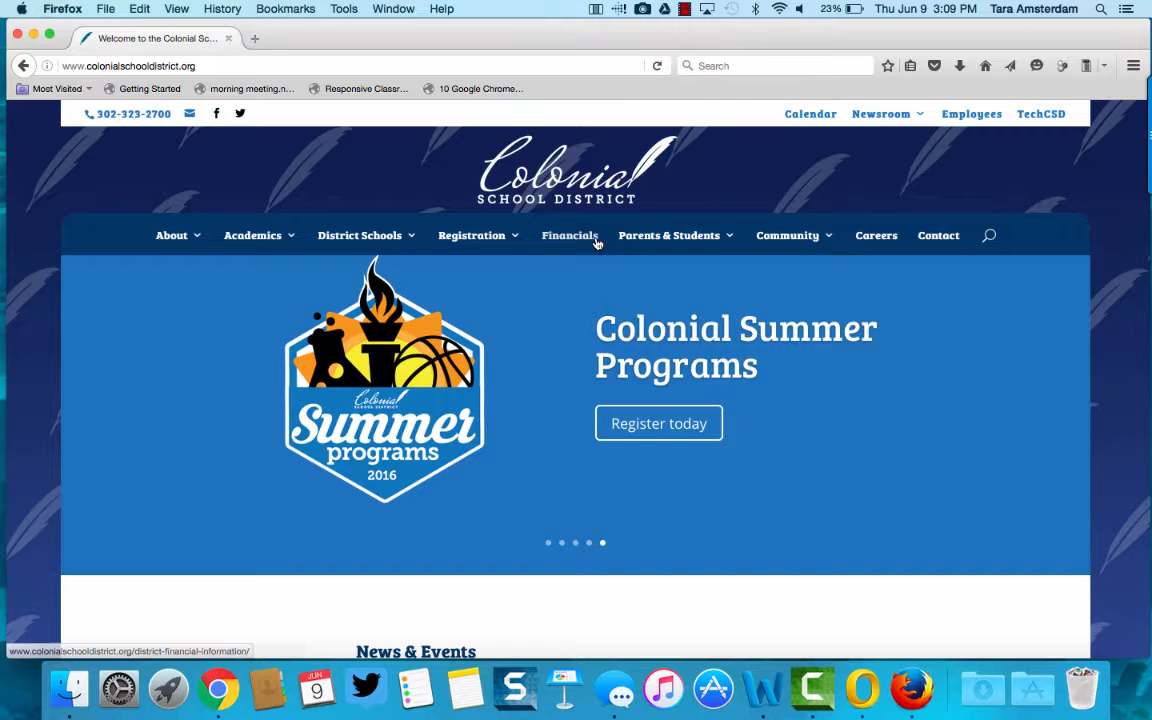 Firefox File Edit View History Bookmarks Tools Window Help 23% Thu Jun 9 3:09 PM Tara Amsterdam
Welcome to the Colonial Sc...
www.colonialschooldistrict.org Search
Most Visited Getting Started morning meeting.n... Responsive Classr... 10 Google Chrome...
302-323-2700 Calendar Newsroom Employees TechCSD
Colonial
SCHOOL DISTRICT
About Academics District Schools Registration Financials Parents & Students Community Careers Contact
Colonial Summer
Programs
Register today
Colonial
Summer
programs
2016
News & Events
www.colonialschooldistrict.org/district-financial-information/
JUN
9